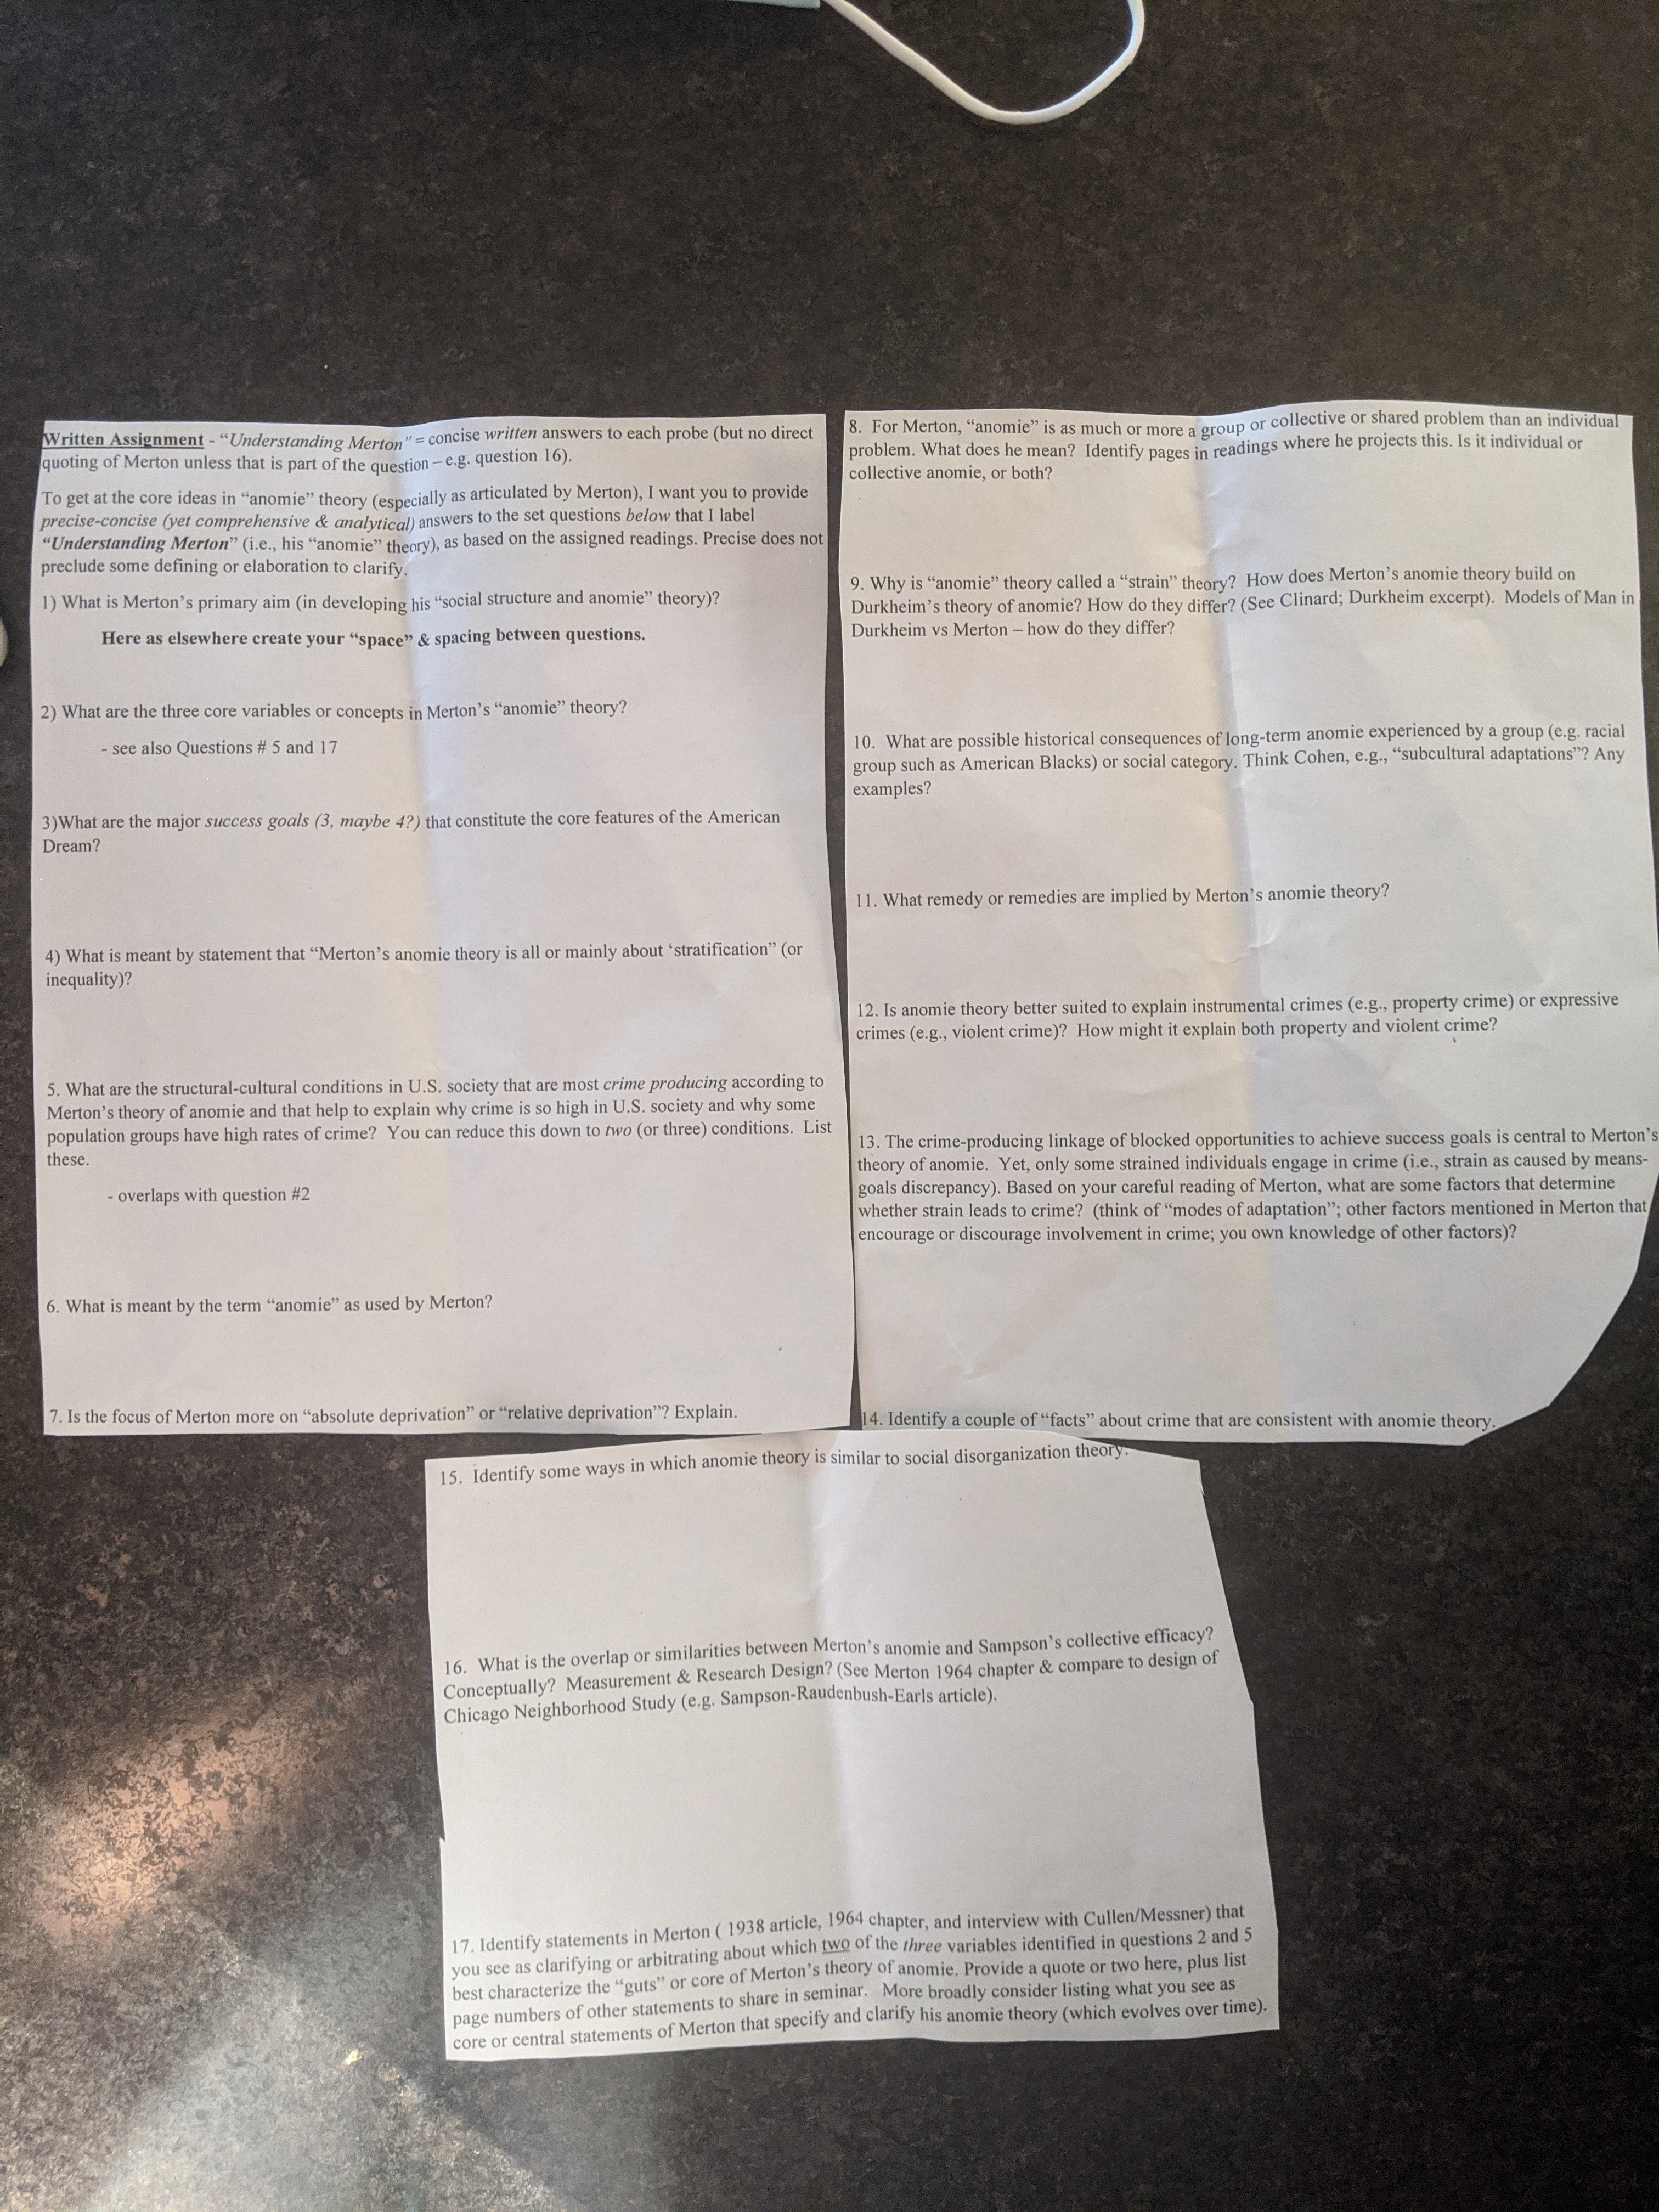 Written Assignment - “Understanding Merton” = concise written answers to each probe (but no direct
quoting of Merton unless that is part of the question – e.g. question 16).
To get at the core ideas in “anomie” theory (especially as articulated by Merton), I want you to provide
precise-concise (yet comprehensive & analytical) answers to the set questions below that I label
“Understanding Merton” (i.e., his “anomie” theory), as based on the assigned readings. Precise does not
preclude some defining or elaboration to clarify.
1) What is Merton’s primary aim (in developing his “social structure and anomie” theory)?
Here as elsewhere create your “space” & spacing between questions.
2) What are the three core variables or concepts in Merton’s “anomie” theory?
- see also Questions # 5 and 17
3)What are the major success goals (3, maybe 4?) that constitute the core features of the American
Dream?
4) What is meant by statement that “Merton’s anomie theory is all or mainly about ‘stratification” (or
inequality)?
5. What are the structural-cultural conditions in U.S. society that are most crime producing according to
Merton’s theory of anomie and that help to explain why crime is so high in U.S. society and why some
population groups have high rates of crime? You can reduce this down to two (or three) conditions. List
these.
- overlaps with question #2
6. What is meant by the term “anomie” as used by Merton?
7. Is the focus of Merton more on “absolute deprivation” or “relative deprivation”? Explain.
8. For Merton, “anomie” is as much or more a group or collective or shared problem than an individual
problem. What does he mean? Identify pages in readings where he projects this. Is it individual or
collective anomie, or both?
9. Why is “anomie” theory called a “strain” theory? How does Merton’s anomie theory build on
Durkheim’s theory of anomie? How do they differ? (See Clinard; Durkheim excerpt). Models of Man in
Durkheim vs Merton – how do they differ?
10. What are possible historical consequences of long-term anomie experienced by a group (e.g. racial
group such as American Blacks) or social category. Think Cohen, e.g., “subcultural adaptations”? Any
examples?
11. What remedy or remedies are implied by Merton’s anomie theory?
12. Is anomie theory better suited to explain instrumental crimes (e.g., property crime) or expressive
crimes (e.g., violent crime)? How might it explain both property and violent crime?
13. The crime-producing linkage of blocked opportunities to achieve success goals is central to Merton’s
theory of anomie. Yet, only some strained individuals engage in crime (i.e., strain as caused by means-
goals discrepancy). Based on your careful reading of Merton, what are some factors that determine
whether strain leads to crime? (think of “modes of adaptation”; other factors mentioned in Merton that
encourage or discourage involvement in crime; you own knowledge of other factors)?
14. Identify a couple of “facts” about crime that are consistent with anomie theory.
15. Identify some ways in which anomie theory is similar to social disorganization theory.
16. What is the overlap or similarities between Merton’s anomie and Sampson’s collective efficacy?
Conceptually? Measurement & Research Design? (See Merton 1964 chapter & compare to design of
Chicago Neighborhood Study (e.g. Sampson-Raudenbush-Earls article).
17. Identify statements in Merton ( 1938 article, 1964 chapter, and interview with Cullen/Messner) that
you see as clarifying or arbitrating about which two of the three variables identified in questions 2 and 5
best characterize the “guts” or core of Merton’s theory of anomie. Provide a quote or two here, plus list
page numbers of other statements to share in seminar. More broadly consider listing what you see as
core or central statements of Merton that specify and clarify his anomie theory (which evolves over time).